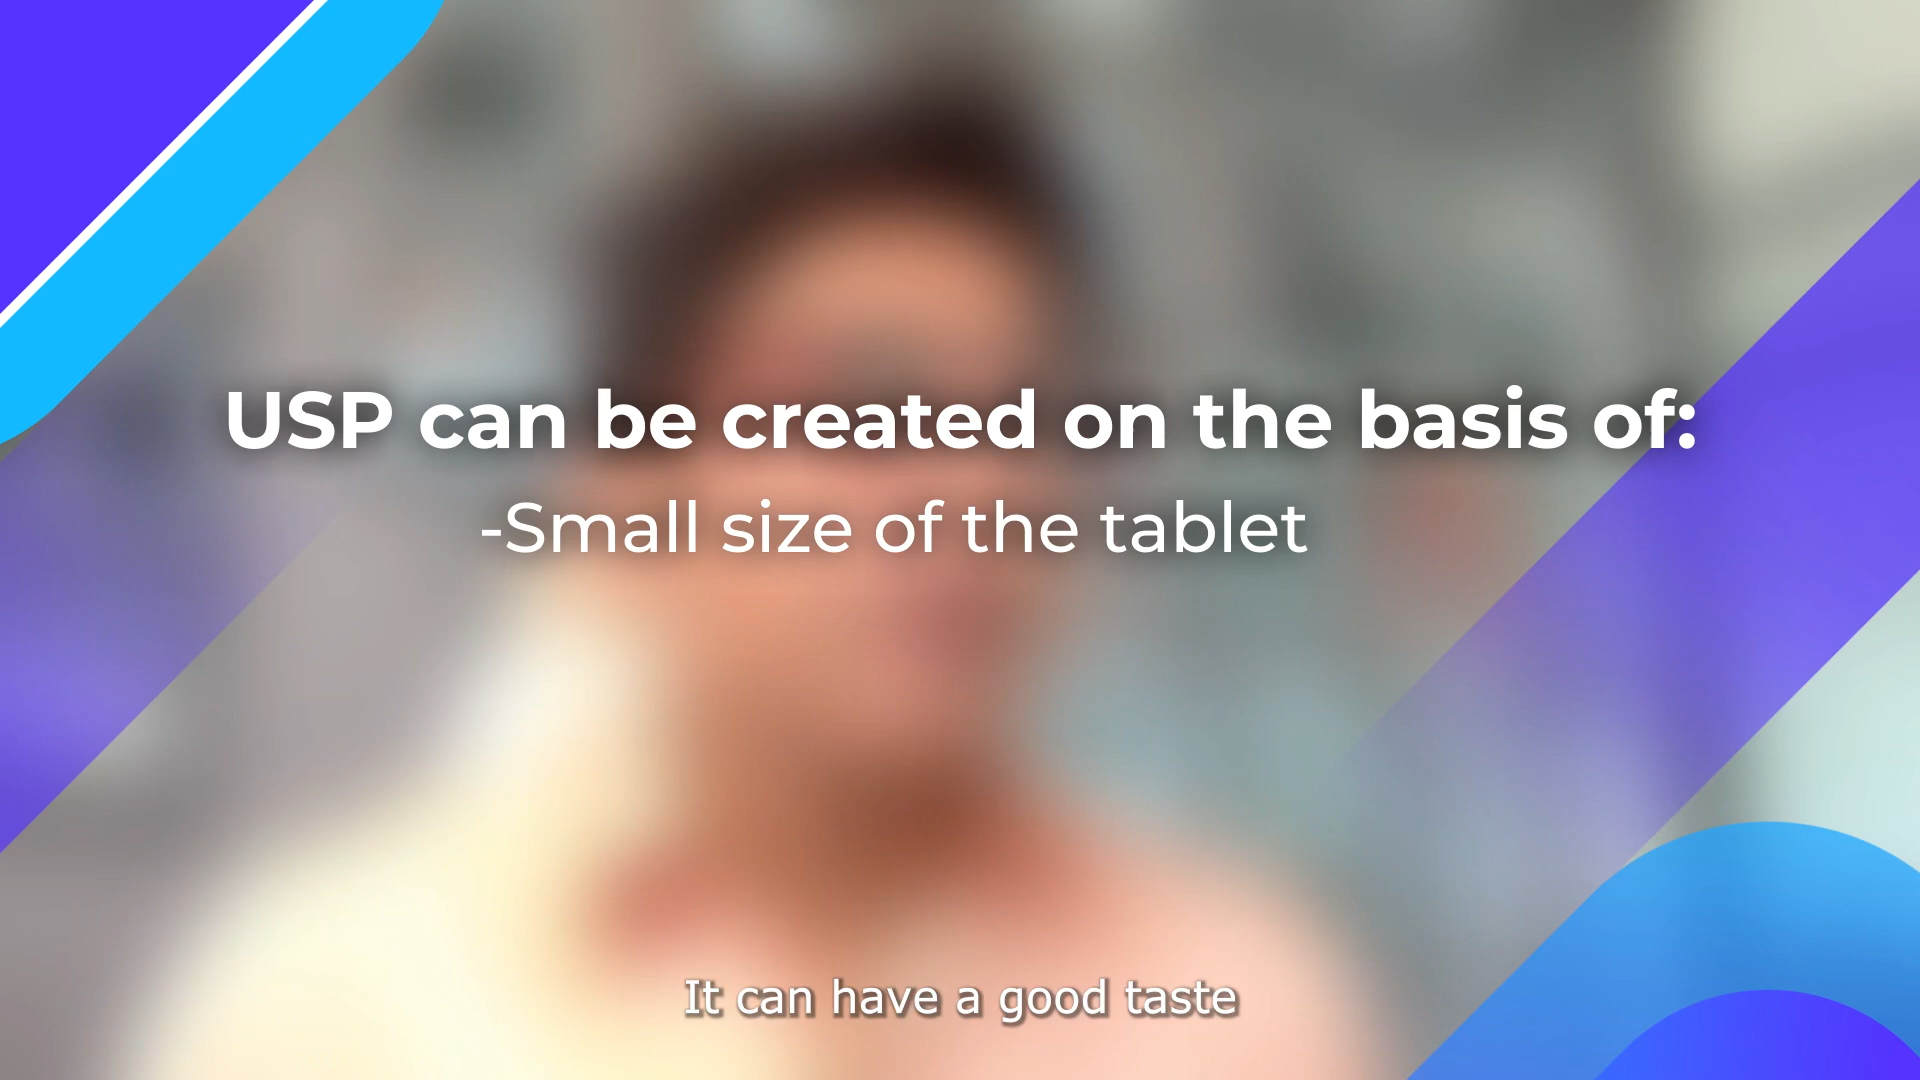 USP can be created on the basis of:
-Small size of the tablet
It can have a good taste